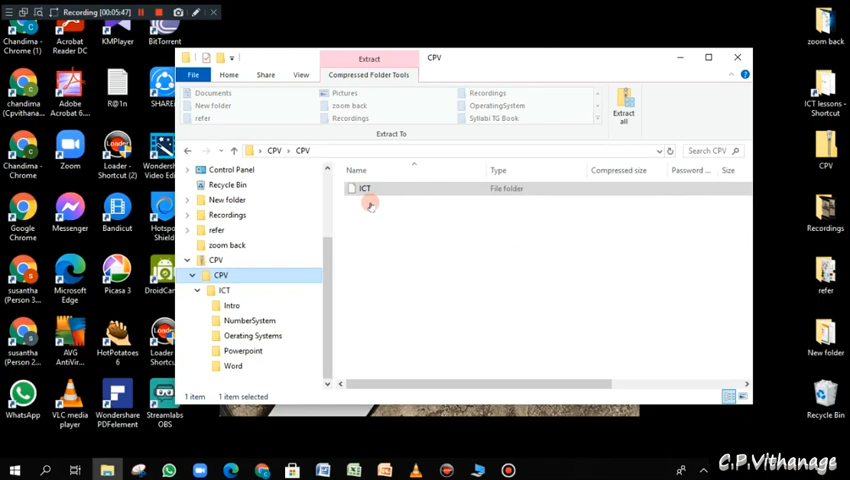 Recording [00:05:47]
Chandima - Chrome (1)
Acrobat Reader DC
KMPlayer
BitTorrent
chandima (Cpvithana...
Adobe Acrobat 6....
R@1n
SHARE
Chandima - Chrome
Zoom
Loader - Shortcut (2)
Wondersh
Video Edi
Google Chrome
Messenger
Bandicut
Hotspo
Shield
susantha (Person 3...
Microsoft Edge
Picasa 3
DroidCam
susantha (Person 2...
AVG AntiVir...
HotPotatoes 6
Loader
Shortcut
WhatsApp
VLC media player
Wondershare PDFelement
Streamlabs OBS
Extract
CPV
File
Home
Share
View
Compressed Folder Tools
Documents
Pictures
Recordings
New folder
zoom back
OperatingSystem
refer
Recordings
Syllabi TG Book
Extract all
Extract To
CPV
CPV
Search CPV
Control Panel
Recycle Bin
New folder
Recordings
refer
zoom back
CPV
CPV
ICT
Intro
NumberSystem
Oerating Systems
Powerpoint
Word
Name
Type
Compressed size
Password ...
Size
ICT
File folder
1 item
1 item selected
zoom back
ICT lessons - Shortcut
CPV
Recordings
refer
New folder
Recycle Bin
C.P.Vithanage